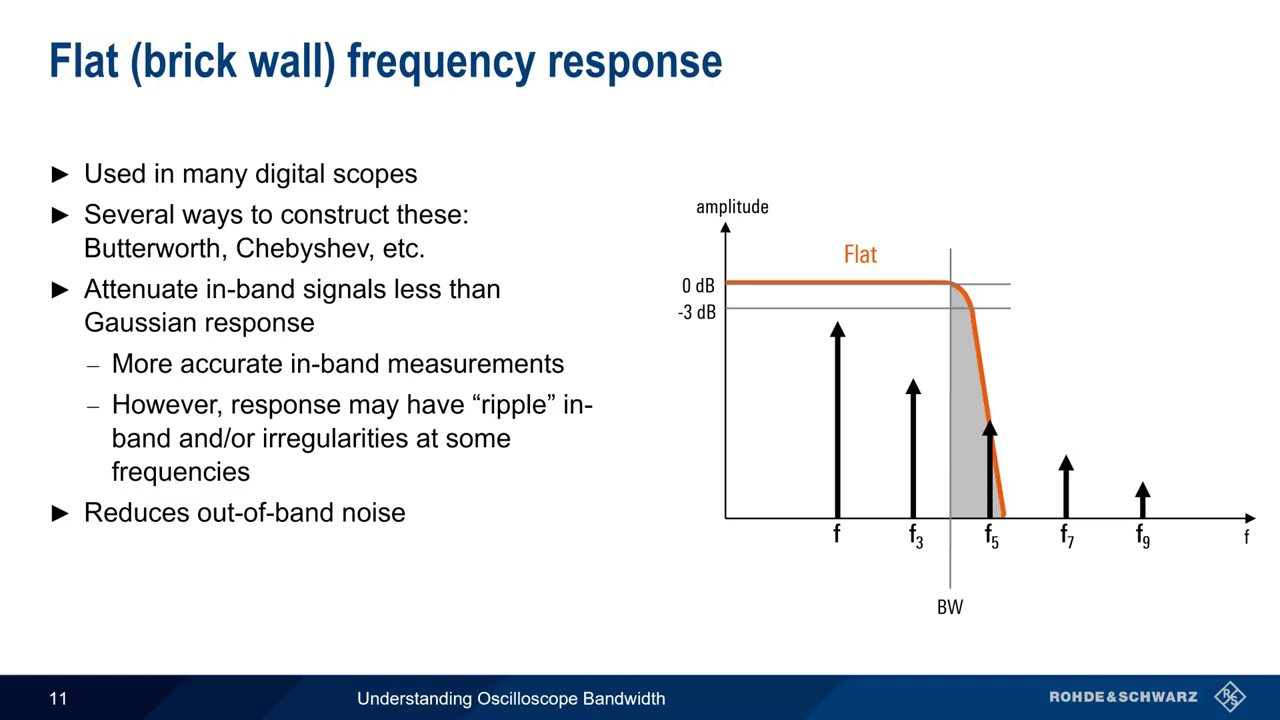 Flat (brick wall) frequency response
► Used in many digital scopes
► Several ways to construct these:
Butterworth, Chebyshev, etc.
► Attenuate in-band signals less than
Gaussian response
– More accurate in-band measurements
– However, response may have “ripple” in-
band and/or irregularities at some
frequencies
► Reduces out-of-band noise
amplitude
Flat
0 dB
-3 dB
f f₃ f₅ f₇ f₉ f
BW
11 Understanding Oscilloscope Bandwidth ROHDE & SCHWARZ R S